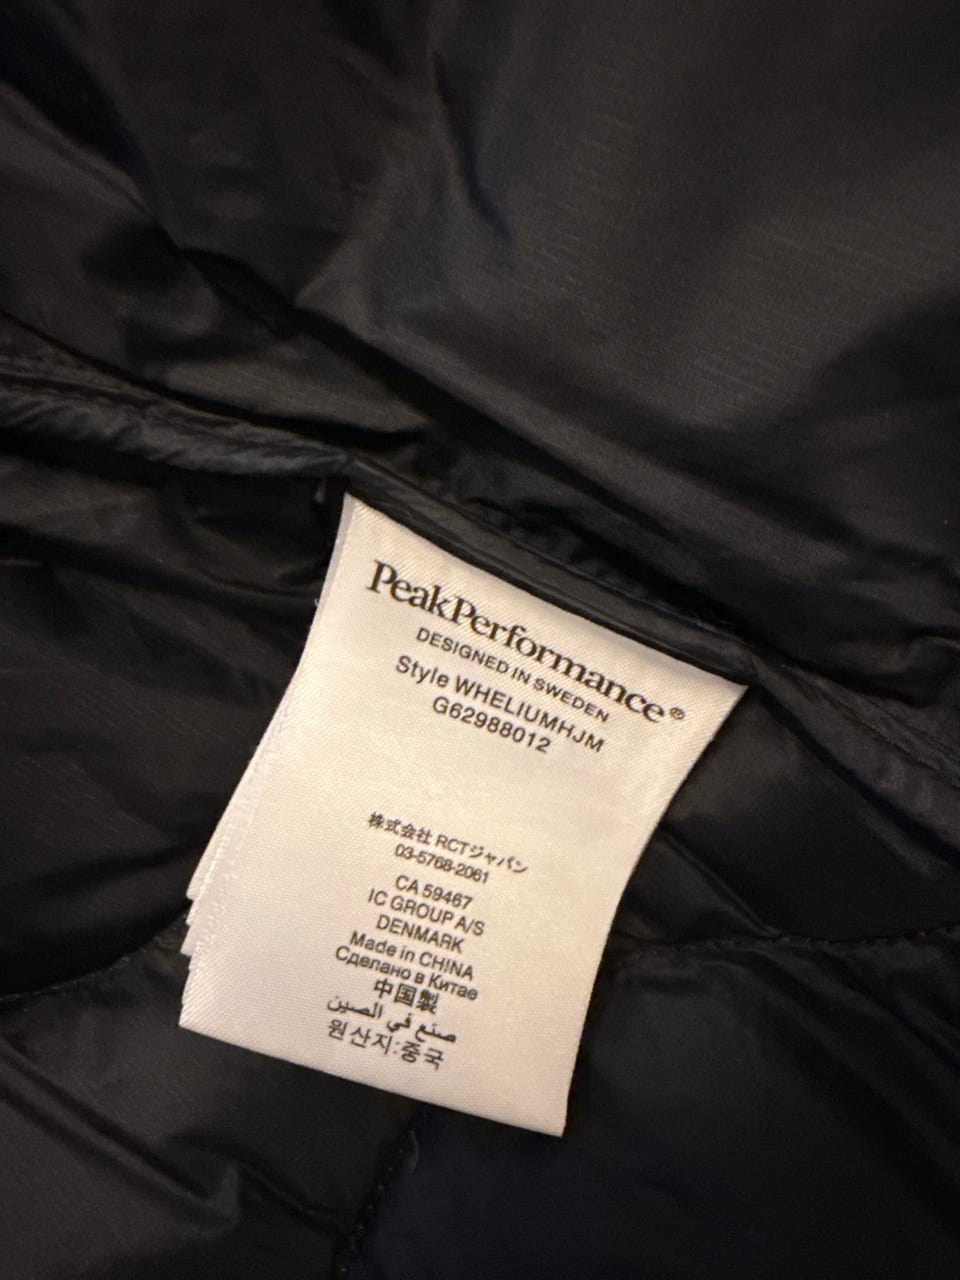 PeakPerformance®
DESIGNED IN SWEDEN
Style WHELIUMHJM
G62988012
株式会社 RCTジャパン
03-5768-2061
CA 59467
IC GROUP A/S
DENMARK
Made in CHINA
Сделано в Китае
中国製
صنع في الصين
원산지:중국